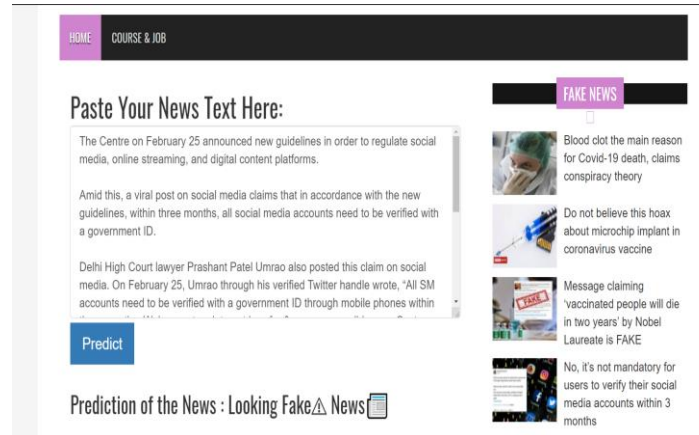 HOME COURSE & JOB
Paste Your News Text Here:
The Centre on February 25 announced new guidelines in order to regulate social
media, online streaming, and digital content platforms.
Amid this, a viral post on social media claims that in accordance with the new
guidelines, within three months, all social media accounts need to be verified with
a government ID.
Delhi High Court lawyer Prashant Patel Umrao also posted this claim on social
media. On February 25, Umrao through his verified Twitter handle wrote, “All SM
accounts need to be verified with a government ID through mobile phones within
Predict
Prediction of the News : Looking Fake⚠ News📰
FAKE NEWS
Blood clot the main reason
for Covid-19 death, claims
conspiracy theory
Do not believe this hoax
about microchip implant in
coronavirus vaccine
FAKE
Message claiming
‘vaccinated people will die
in two years’ by Nobel
Laureate is FAKE
No, it’s not mandatory for
users to verify their social
media accounts within 3
months